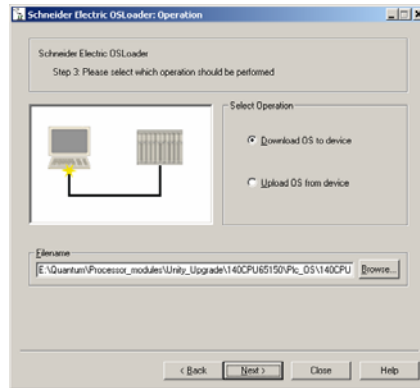 Schneider Electric OSLoader: Operation
Schneider Electric OSLoader
Step 3: Please select which operation should be performed
Select Operation
Download OS to device
Upload OS from device
Filename
E:\Quantum\Processor_modules\Unity_Upgrade\140CPU65150\Plc_OS\140CPU
Browse...
< Back
Next >
Close
Help